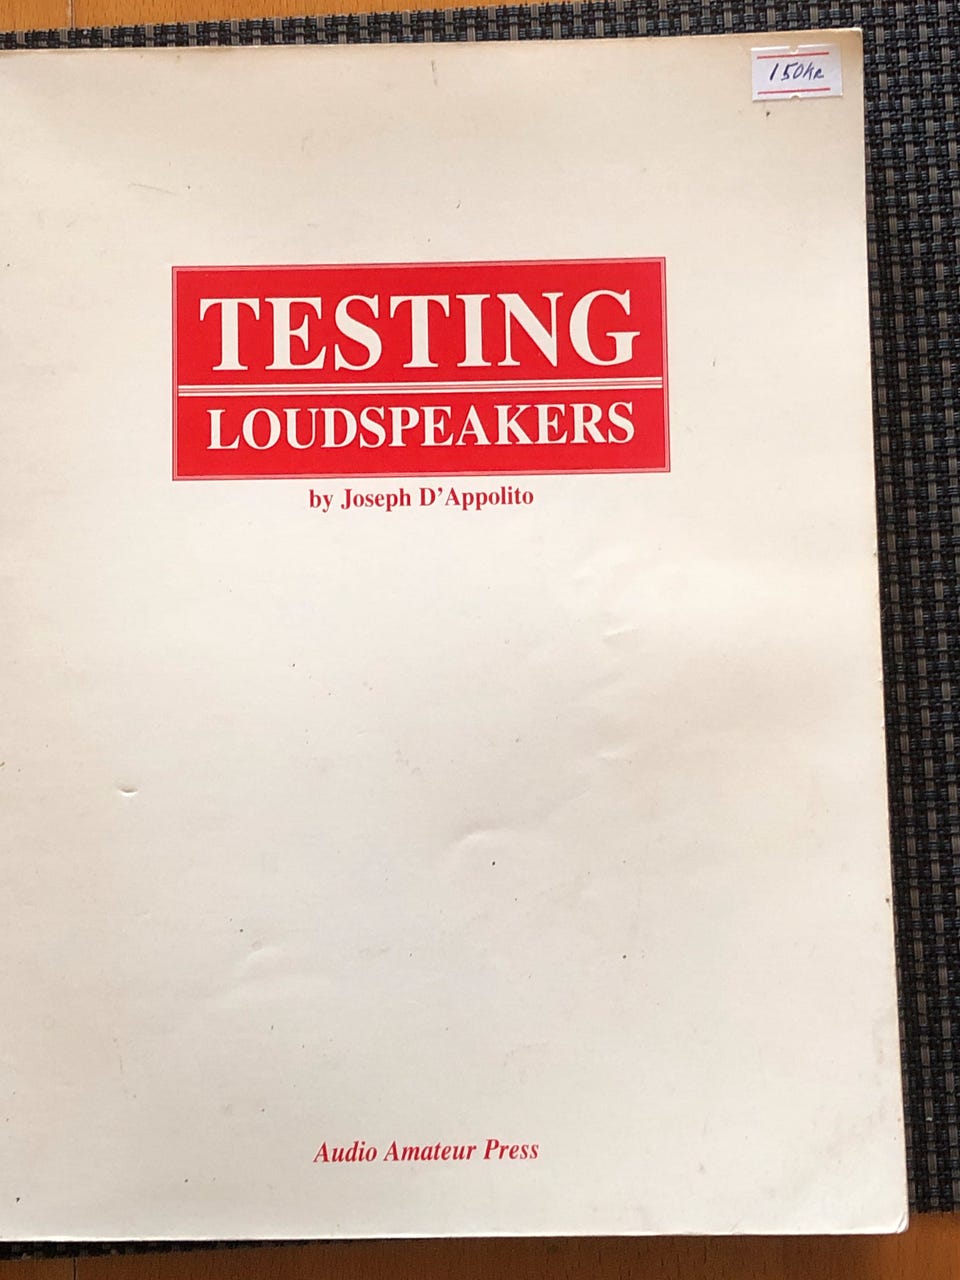 150kr
TESTING
LOUDSPEAKERS
by Joseph D'Appolito
Audio Amateur Press